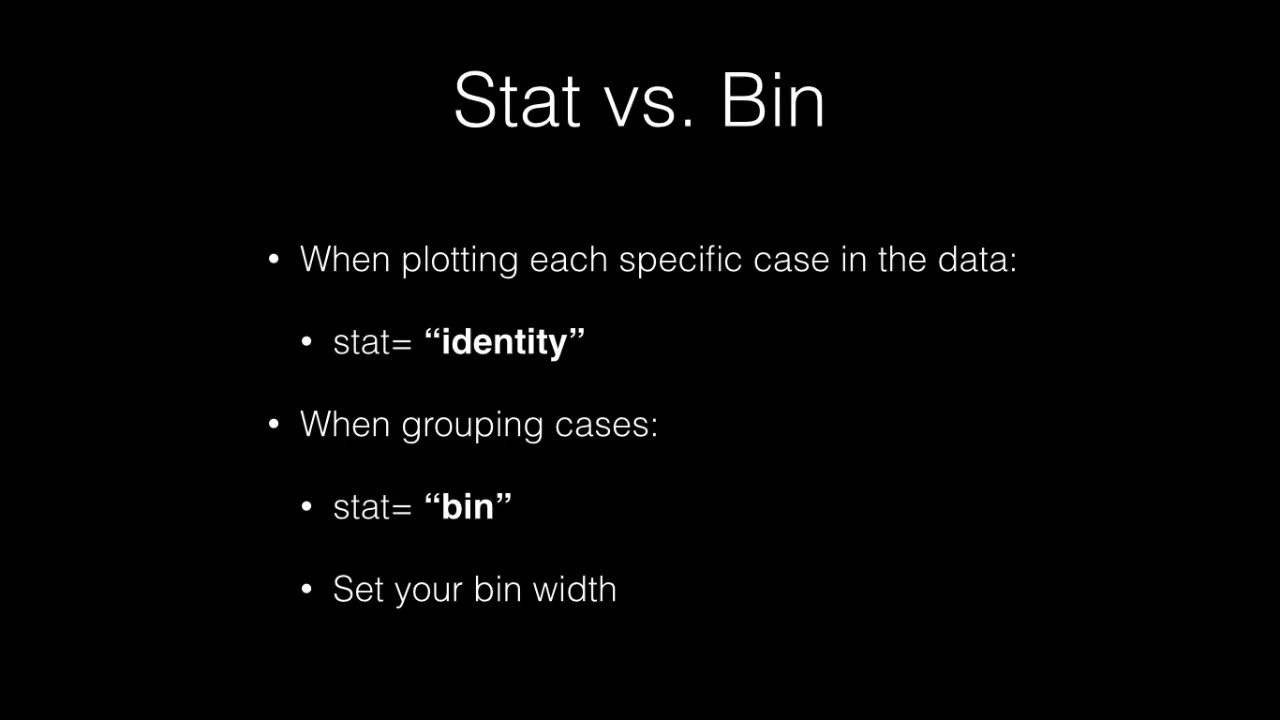 Stat vs. Bin
• When plotting each specific case in the data:
• stat= “identity”
• When grouping cases:
• stat= “bin”
• Set your bin width